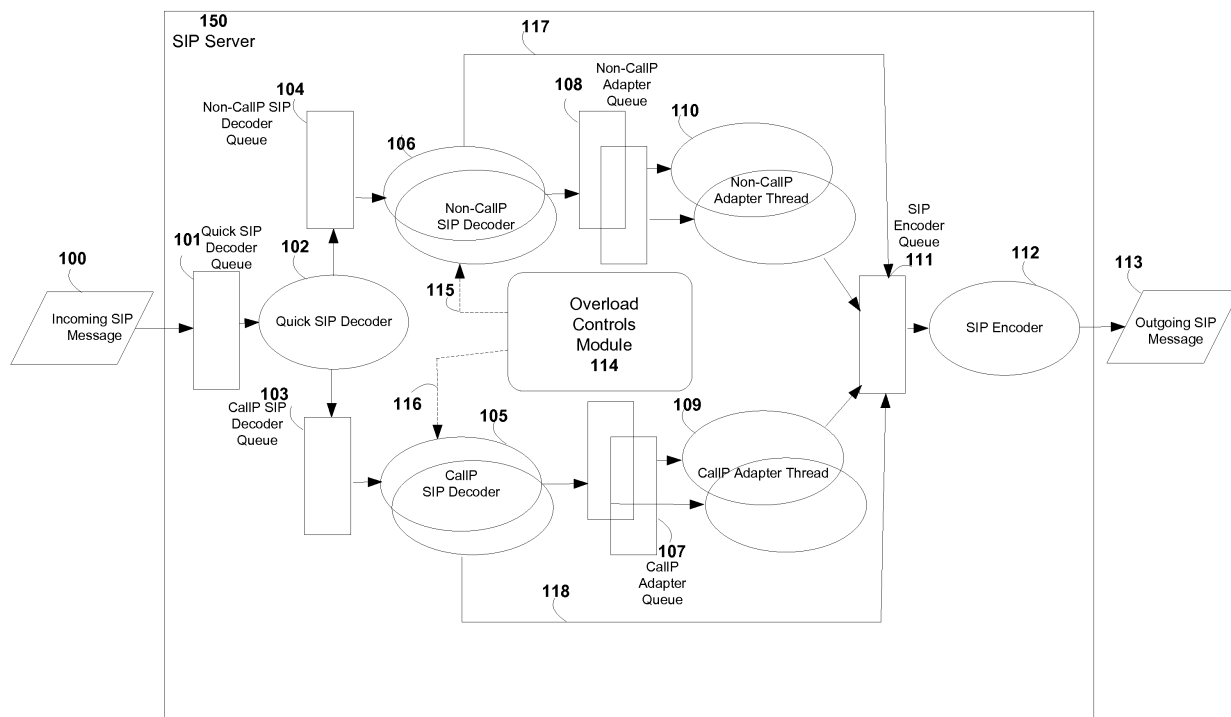 150
SIP Server
117
104
Non-CallP SIP
Decoder
Queue
106
Non-CallP
SIP Decoder
108
Non-CallP
Adapter
Queue
110
Non-CallP
Adapter Thread
100
Incoming SIP
Message
101
Quick SIP
Decoder
Queue
102
Quick SIP Decoder
115
Overload
Controls
Module
114
SIP
Encoder
Queue
111
112
SIP Encoder
113
Outgoing SIP
Message
103
CallP SIP
Decoder
Queue
116
105
CallP
SIP Decoder
109
CallP Adapter Thread
107
CallP
Adapter
Queue
118